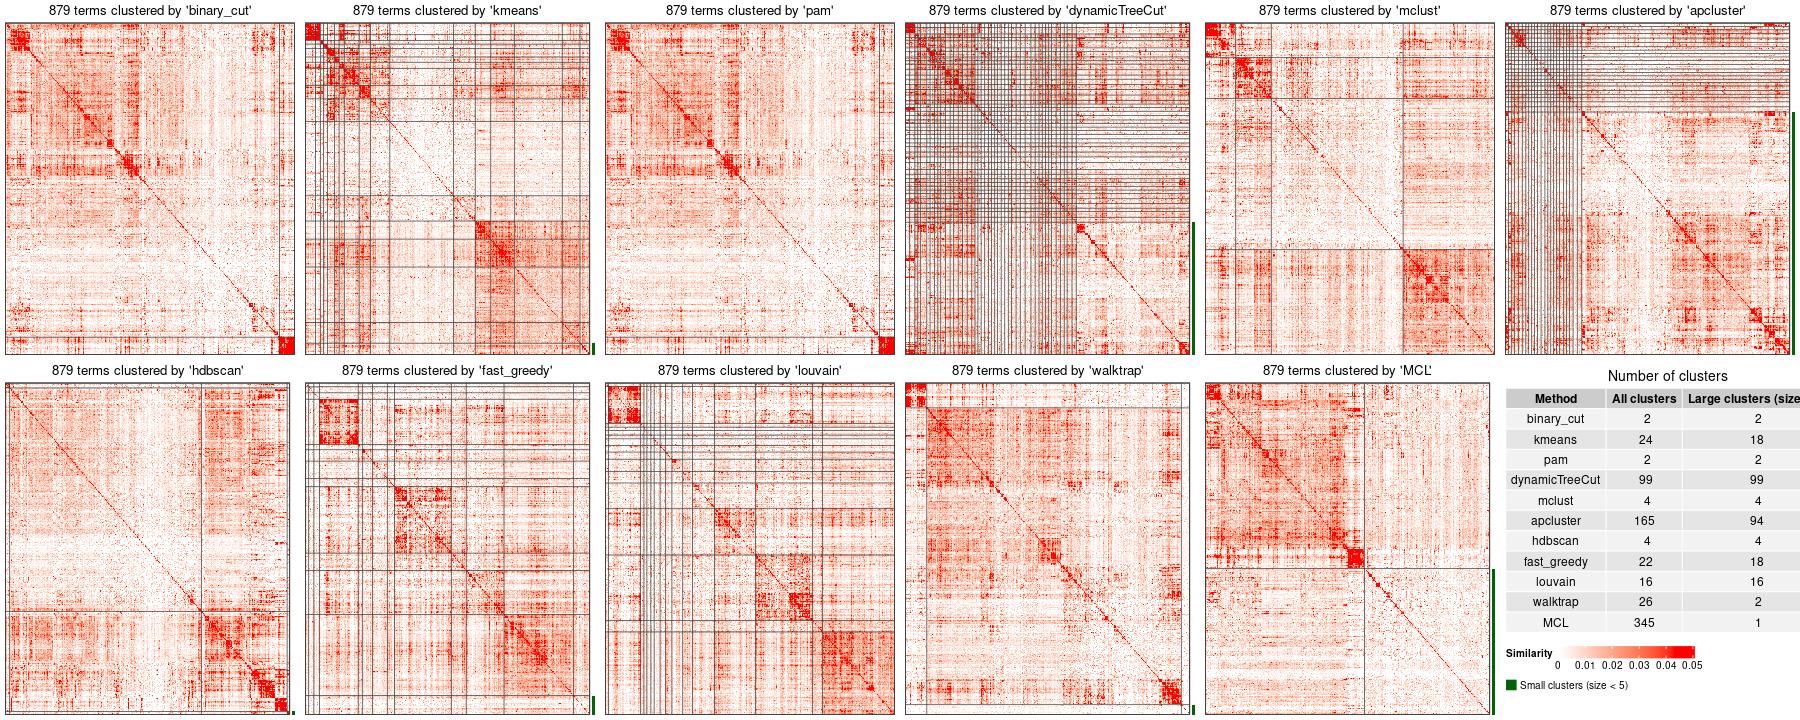 879 terms clustered by 'binary_cut'
879 terms clustered by 'kmeans'
879 terms clustered by 'pam'
879 terms clustered by 'dynamicTreeCut'
879 terms clustered by 'mclust'
879 terms clustered by 'apcluster'
879 terms clustered by 'hdbscan'
879 terms clustered by 'fast_greedy'
879 terms clustered by 'louvain'
879 terms clustered by 'walktrap'
879 terms clustered by 'MCL'
Number of clusters
Method All clusters Large clusters (size
binary_cut 2 2
kmeans 24 18
pam 2 2
dynamicTreeCut 99 99
mclust 4 4
apcluster 165 94
hdbscan 4 4
fast_greedy 22 18
louvain 16 16
walktrap 26 2
MCL 345 1
Similarity
0 0.01 0.02 0.03 0.04 0.05
Small clusters (size < 5)